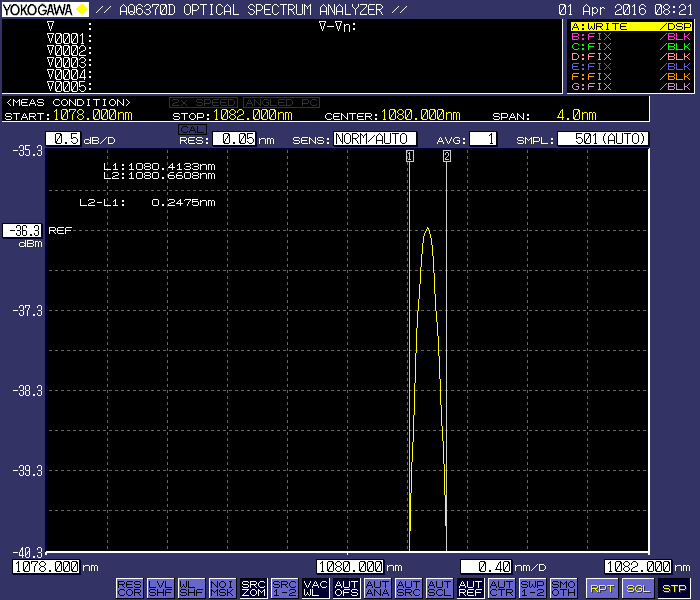 YOKOGAWA // AQ6370D OPTICAL SPECTRUM ANALYZER // 01 Apr 2016 08:21
∇ : ∇-∇n:
∇0001:
∇0002:
∇0003:
∇0004:
∇0005:
A:WRITE /DSP
B:FIX /BLK
C:FIX /BLK
D:FIX /BLK
E:FIX /BLK
F:FIX /BLK
G:FIX /BLK
<MEAS CONDITION> 2x SPEED ANGLED PC
START:1078.000nm STOP:1082.000nm CENTER:1080.000nm SPAN: 4.0nm
CAL
0.5 dB/D RES: 0.05 nm SENS: NORM/AUTO AVG: 1 SMPL: 501(AUTO)
-35.3
L1:1080.4133nm
L2:1080.6608nm
L2-L1: 0.2475nm
1 2
-36.3 REF
dBm
-37.3
-38.3
-39.3
-40.3
1078.000 nm 1080.000 nm 0.40 nm/D 1082.000 nm
RES COR LVL SHF WL SHF NOI MSK SRC ZOM SRC 1-2 VAC WL AUT OFS AUT ANA AUT SRC AUT SCL AUT REF AUT CTR SWP 1-2 SMO OTH RPT SGL STP